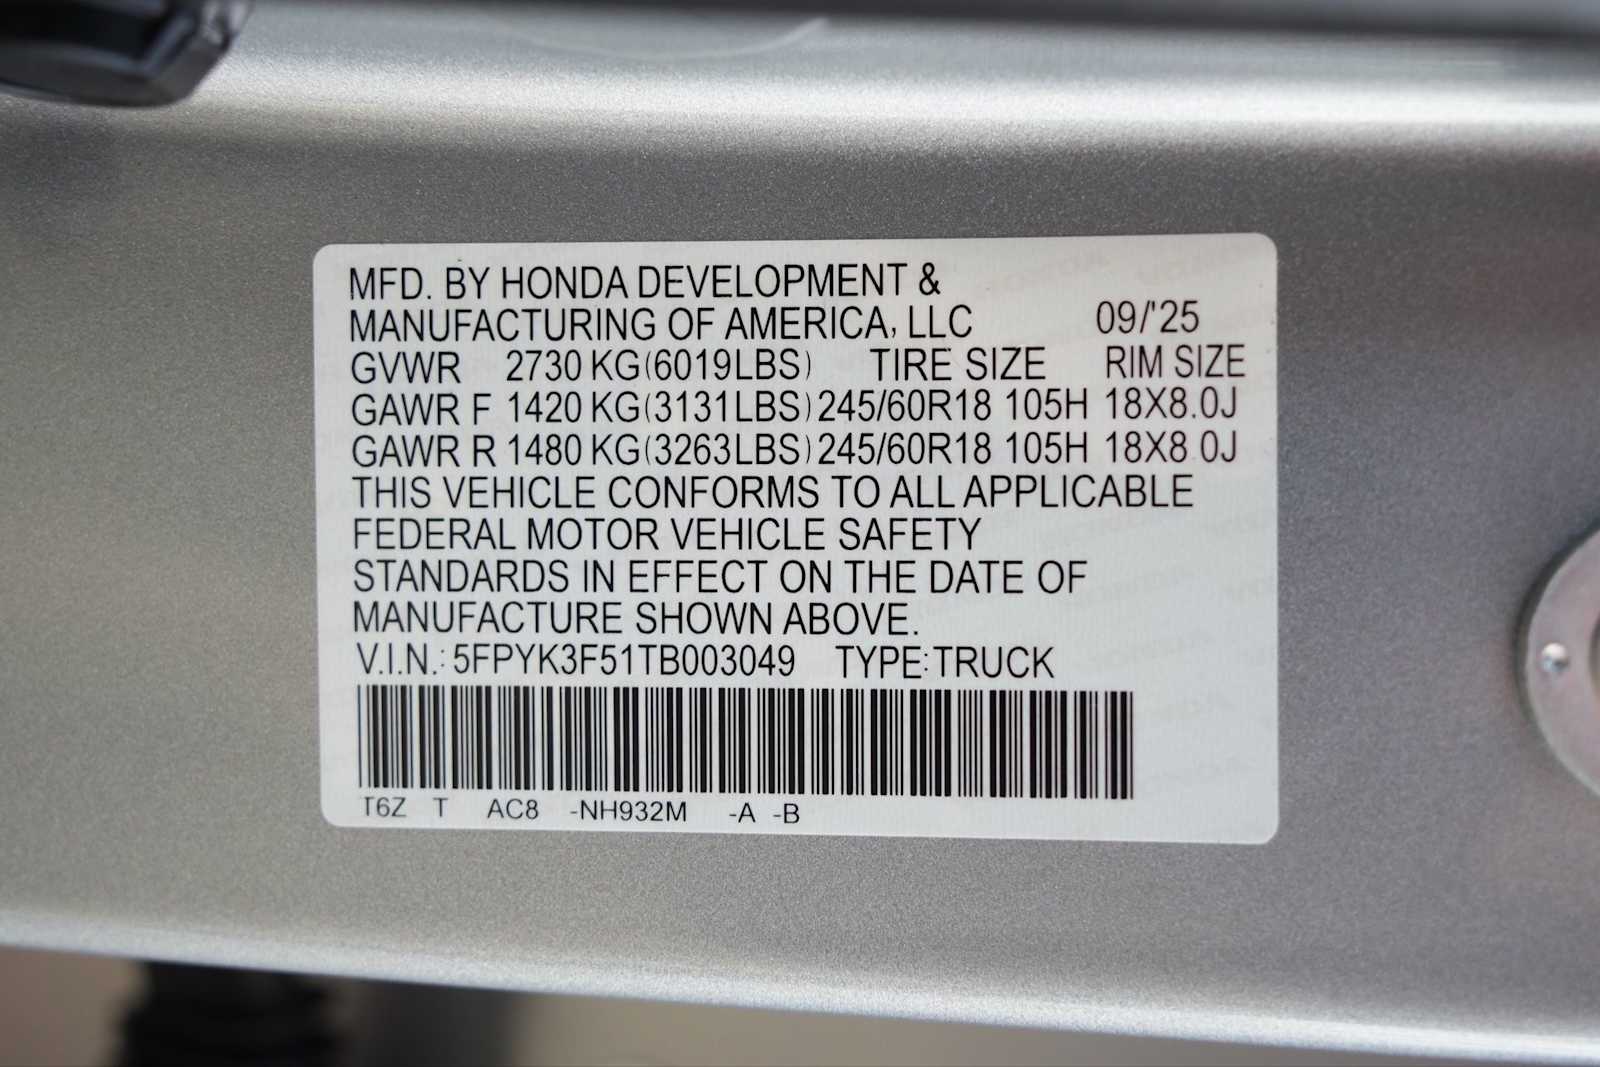 MFD. BY HONDA DEVELOPMENT &
MANUFACTURING OF AMERICA, LLC 09/'25
GVWR 2730 KG(6019LBS) TIRE SIZE RIM SIZE
GAWR F 1420 KG(3131LBS) 245/60R18 105H 18X8.0J
GAWR R 1480 KG(3263LBS) 245/60R18 105H 18X8.0J
THIS VEHICLE CONFORMS TO ALL APPLICABLE
FEDERAL MOTOR VEHICLE SAFETY
STANDARDS IN EFFECT ON THE DATE OF
MANUFACTURE SHOWN ABOVE.
V.I.N.: 5FPYK3F51TB003049 TYPE: TRUCK
T6Z T AC8 -NH932M -A -B